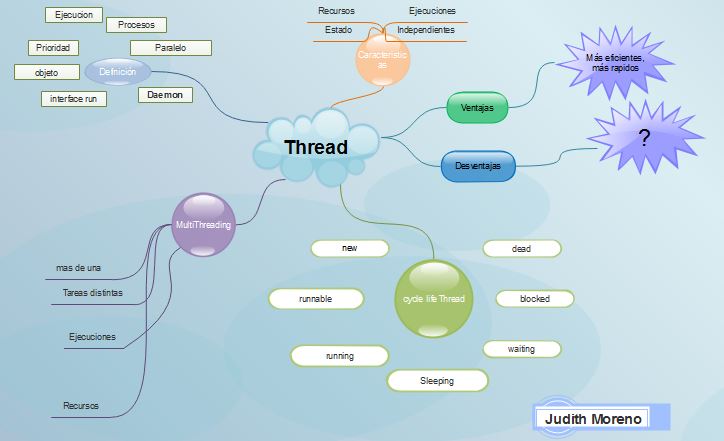 Ejecucion
Procesos
Prioridad
Paralelo
objeto
Definición
interface run
Daemon
Recursos
Ejecuciones
Estado
Independientes
Característic
as
Ventajas
Más eficientes,
más rapidos
Thread
Desventajas
?
MultiThreading
mas de una
Tareas distintas
Ejecuciones
Recursos
new
dead
runnable
cycle life Thread
blocked
running
waiting
Sleeping
Judith Moreno